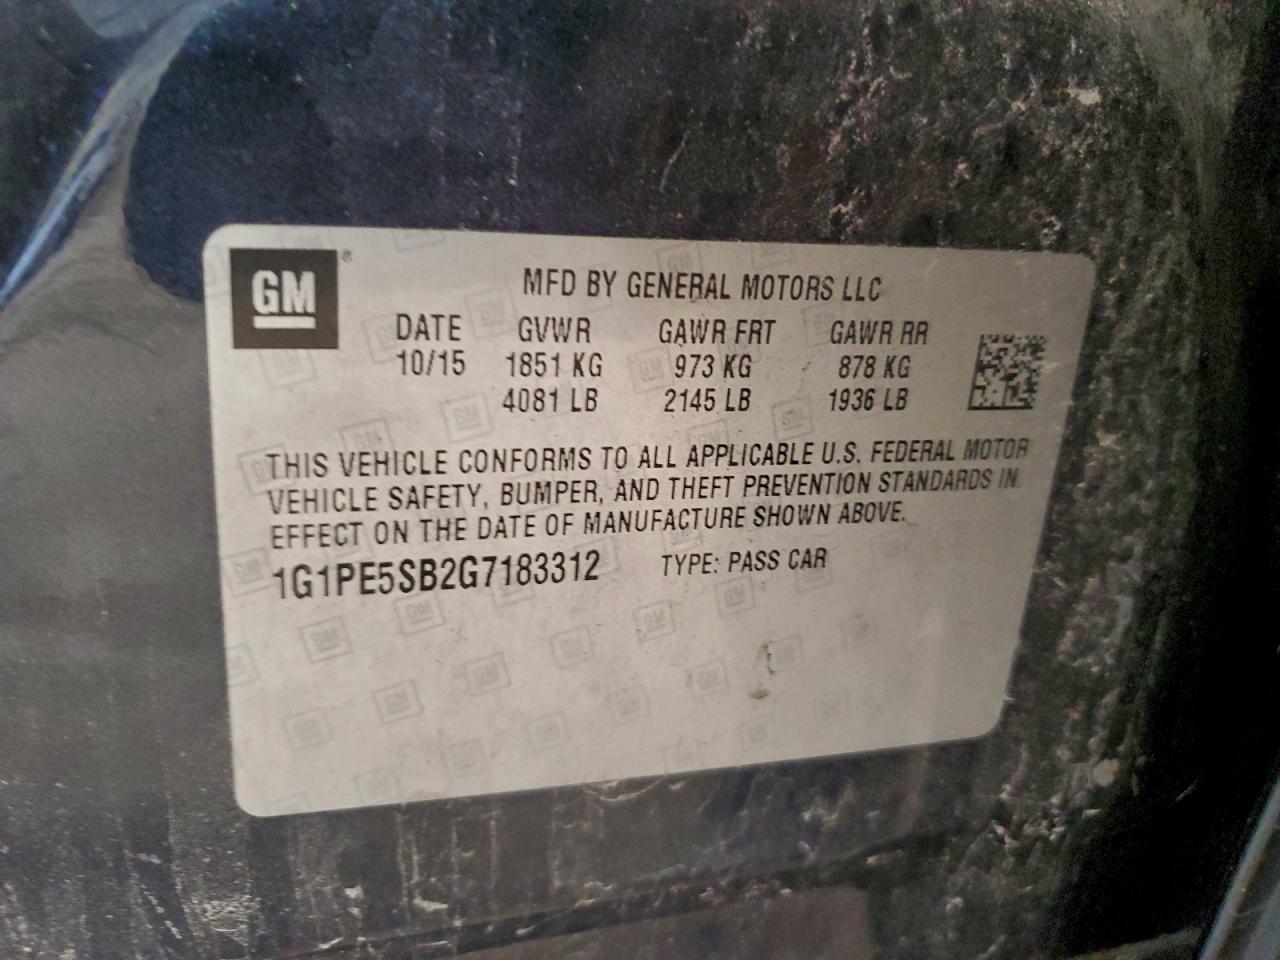 GM
MFD BY GENERAL MOTORS LLC
DATE GVWR GAWR FRT GAWR RR
10/15 1851 KG 973 KG 878 KG
4081 LB 2145 LB 1936 LB
THIS VEHICLE CONFORMS TO ALL APPLICABLE U.S. FEDERAL MOTOR
VEHICLE SAFETY, BUMPER, AND THEFT PREVENTION STANDARDS IN
EFFECT ON THE DATE OF MANUFACTURE SHOWN ABOVE.
1G1PE5SB2G7183312 TYPE: PASS CAR